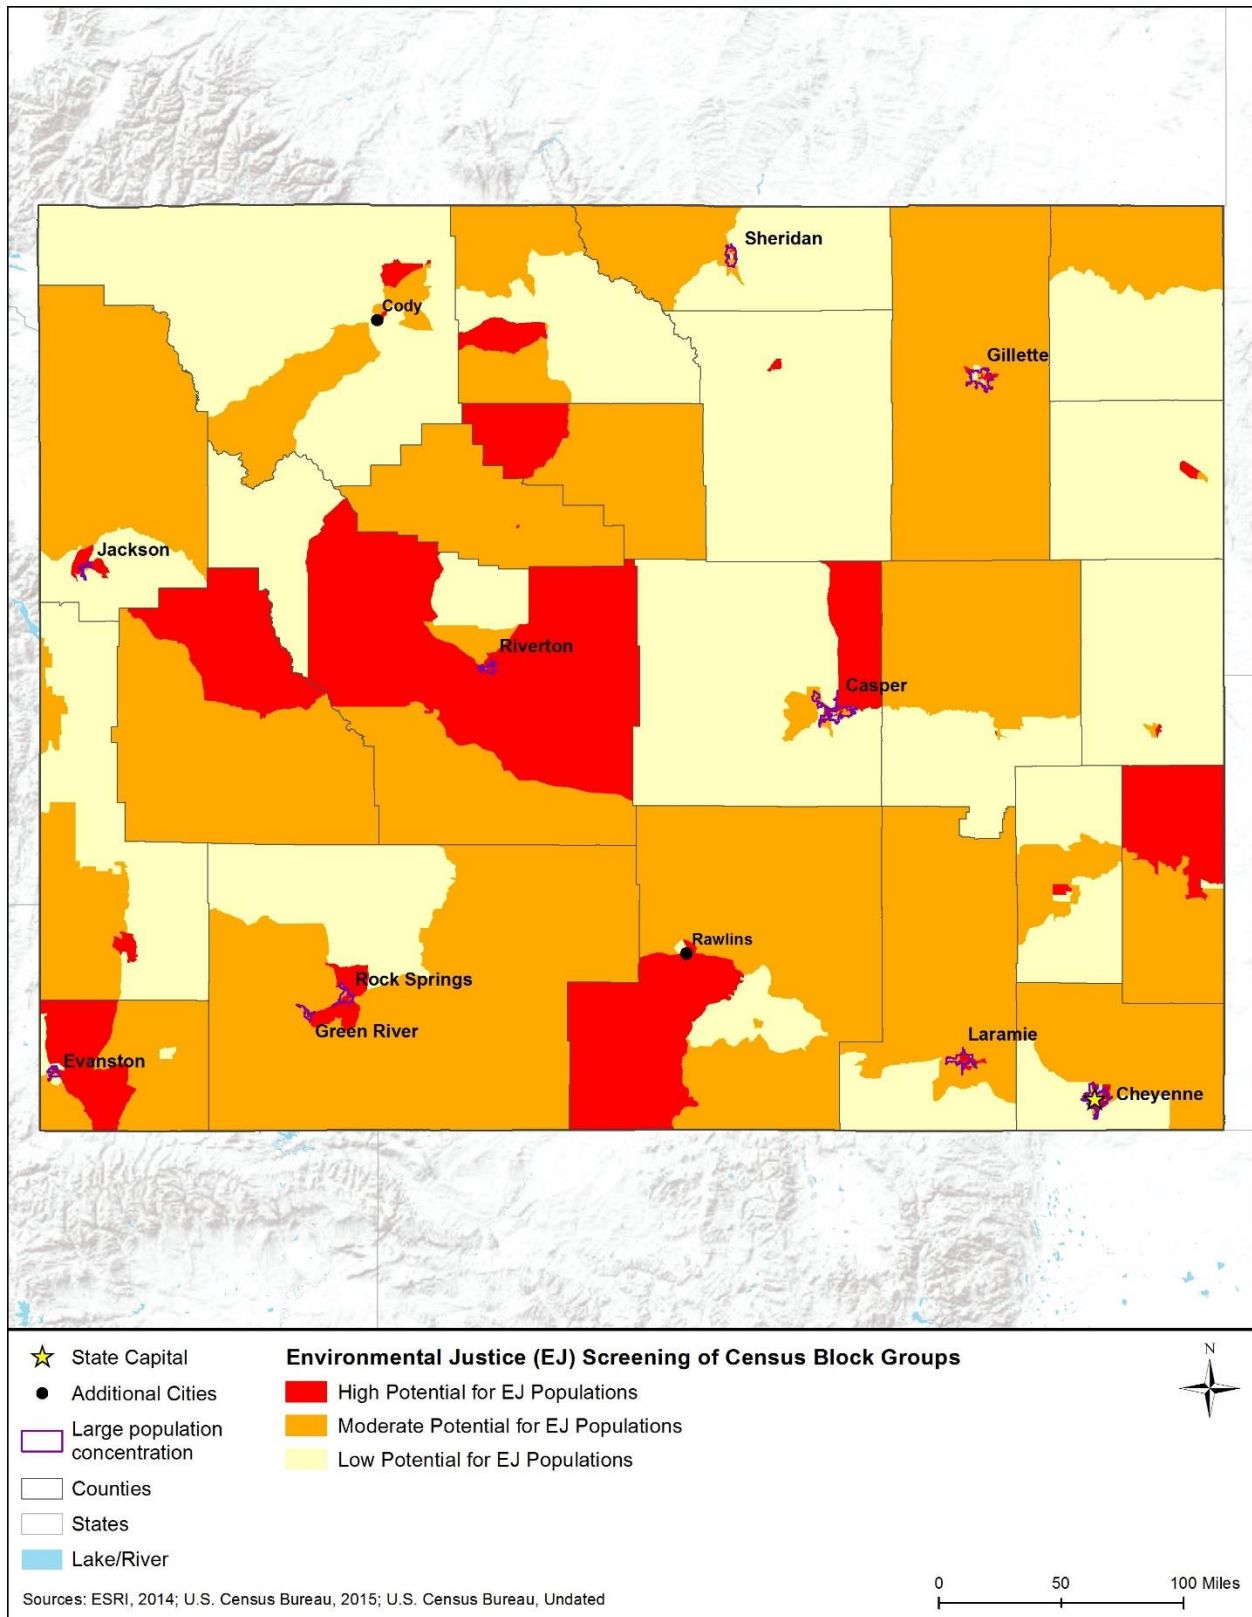 Sheridan
Cody
Gillette
Jackson
Riverton
Casper
Rawlins
Rock Springs
Green River
Evanston
Laramie
Cheyenne
State Capital
Additional Cities
Large population
concentration
Counties
States
Lake/River
Environmental Justice (EJ) Screening of Census Block Groups
High Potential for EJ Populations
Moderate Potential for EJ Populations
Low Potential for EJ Populations
N
0 50 100 Miles
Sources: ESRI, 2014; U.S. Census Bureau, 2015; U.S. Census Bureau, Undated